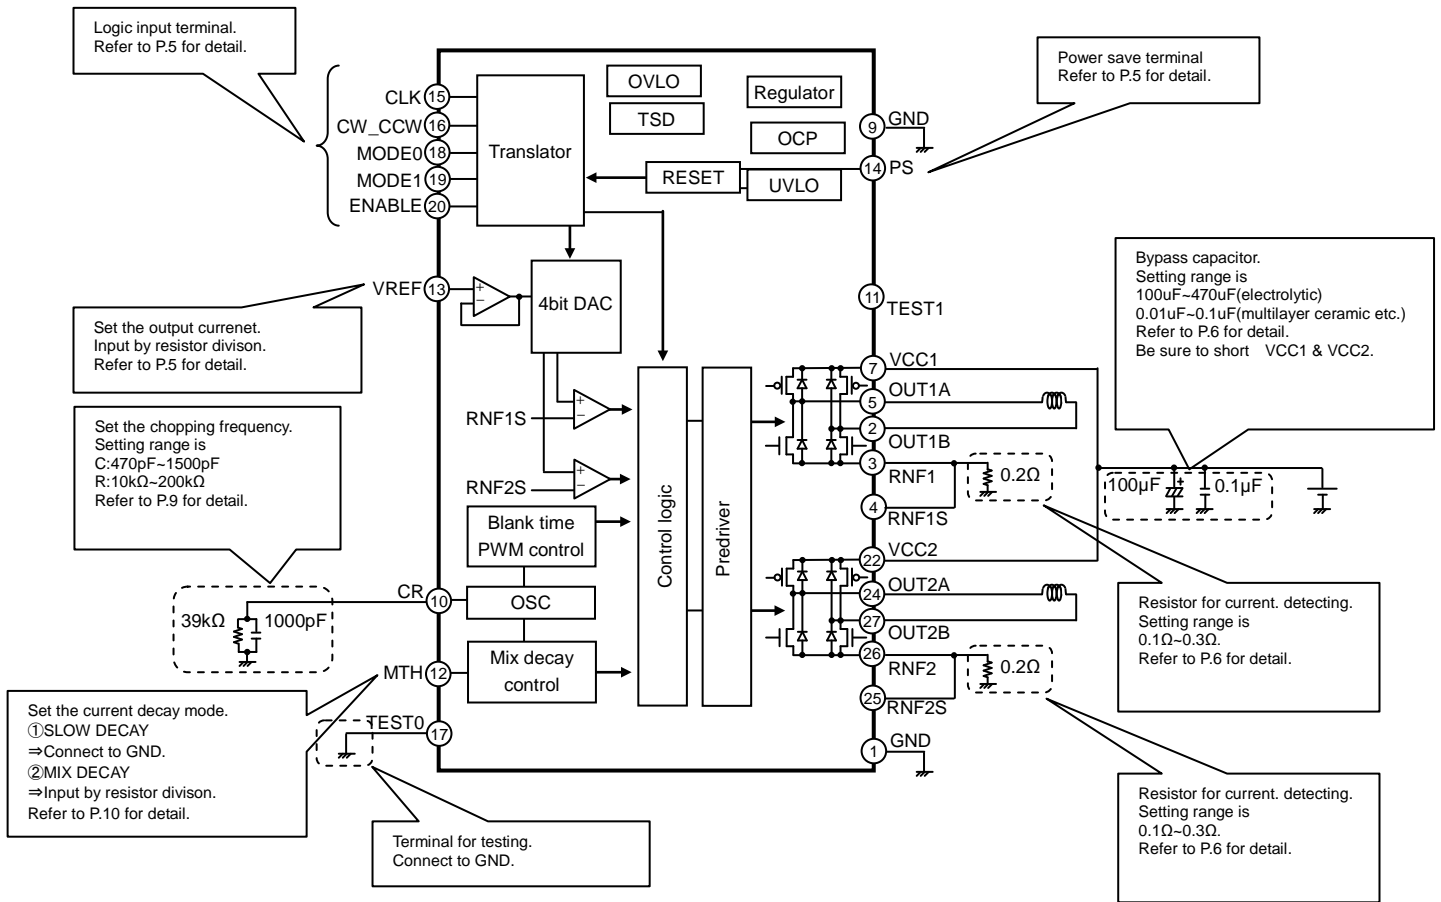 Logic input terminal.
Refer to P.5 for detail.
Power save terminal
Refer to P.5 for detail.
CLK 15
CW_CCW 16
MODE0 18
MODE1 19
ENABLE 20
Translator
OVLO
TSD
Regulator
OCP
RESET
UVLO
9 GND
14 PS
VREF 13
4bit DAC
11
TEST1
Set the output currenet.
Input by resistor divison.
Refer to P.5 for detail.
Bypass capacitor.
Setting range is
100uF~470uF(electrolytic)
0.01uF~0.1uF(multilayer ceramic etc.)
Refer to P.6 for detail.
Be sure to short VCC1 & VCC2.
Set the chopping frequency.
Setting range is
C:470pF~1500pF
R:10kΩ~200kΩ
Refer to P.9 for detail.
+
−
+
−
+
−
RNF1S
RNF2S
Blank time
PWM control
OSC
Mix decay
control
Control logic
Predriver
7 VCC1
5 OUT1A
2
OUT1B
3
RNF1
4
RNF1S
0.2Ω
100µF
+
0.1µF
22 VCC2
24 OUT2A
27
OUT2B
26
RNF2
25
RNF2S
0.2Ω
1 GND
CR 10
39kΩ
1000pF
MTH 12
TEST0
17
Set the current decay mode.
①SLOW DECAY
⇒Connect to GND.
②MIX DECAY
⇒Input by resistor divison.
Refer to P.10 for detail.
Terminal for testing.
Connect to GND.
Resistor for current. detecting.
Setting range is
0.1Ω~0.3Ω.
Refer to P.6 for detail.
Resistor for current. detecting.
Setting range is
0.1Ω~0.3Ω.
Refer to P.6 for detail.